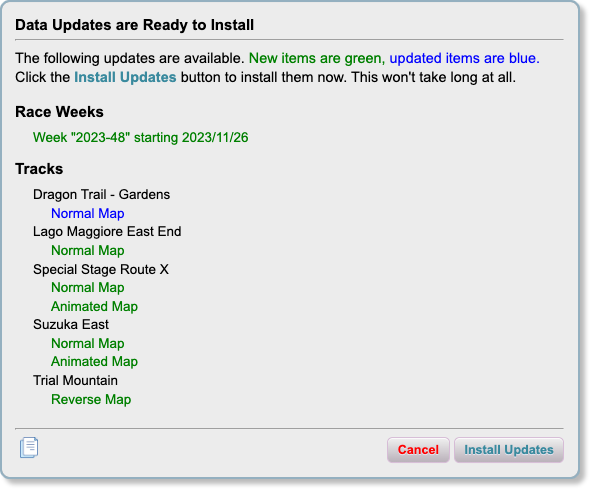 Data Updates are Ready to Install
The following updates are available. New items are green, updated items are blue.
Click the Install Updates button to install them now. This won't take long at all.
Race Weeks
Week "2023-48" starting 2023/11/26
Tracks
Dragon Trail - Gardens
Normal Map
Lago Maggiore East End
Normal Map
Special Stage Route X
Normal Map
Animated Map
Suzuka East
Normal Map
Animated Map
Trial Mountain
Reverse Map
Cancel
Install Updates